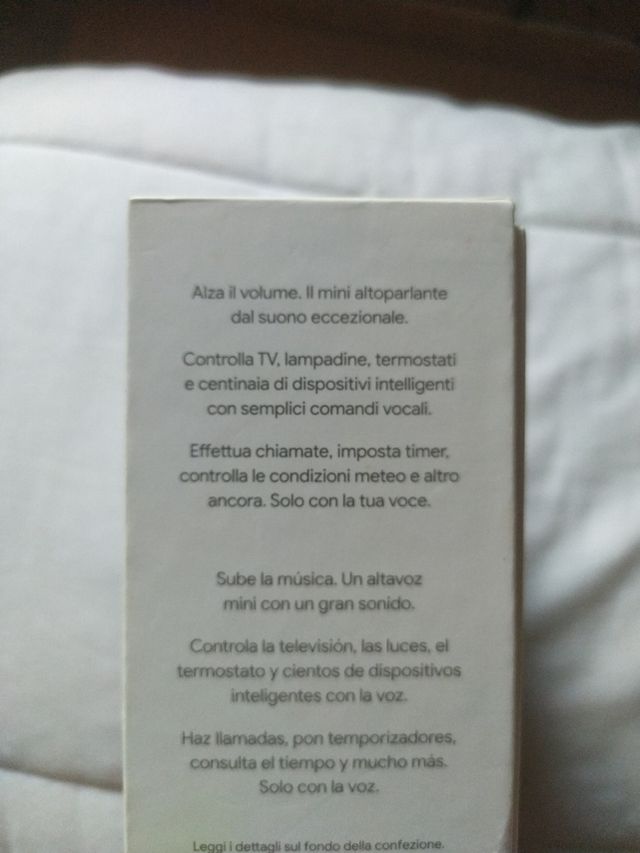 Alza il volume. Il mini altoparlante
dal suono eccezionale.
Controlla TV, lampadine, termostati
e centinaia di dispositivi intelligenti
con semplici comandi vocali.
Effettua chiamate, imposta timer,
controlla le condizioni meteo e altro
ancora. Solo con la tua voce.
Sube la música. Un altavoz
mini con un gran sonido.
Controla la televisión, las luces, el
termostato y cientos de dispositivos
inteligentes con la voz.
Haz llamadas, pon temporizadores,
consulta el tiempo y mucho más.
Solo con la voz.
Leggi i dettagli sul fondo della confezione.